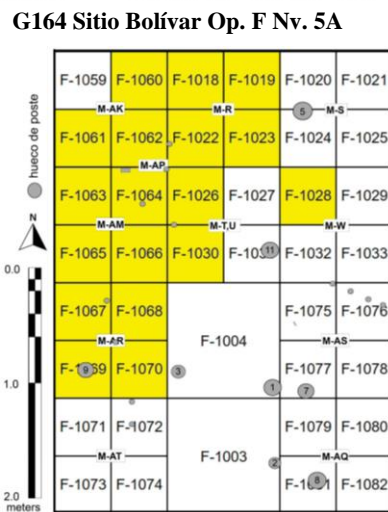 G164 Sitio Bolívar Op. F Nv. 5A
F-1059 F-1060 F-1018 F-1019 F-1020 F-1021
M-AK M-R 5 M-S
F-1061 F-1062 F-1022 F-1023 F-1024 F-1025
hueco de poste
M-AP
F-1063 F-1064 F-1026 F-1027 F-1028 F-1029
N
M-AM M-T,U M-W
F-1065 F-1066 F-1030 11 F-1032 F-1033
0.0
F-1067 F-1068 F-1075 F-1076
F-1004
M-AR M-AS
9 F-1070 3 F-1077 F-1078
1.0
1 7
F-1071 F-1072 F-1079 F-1080
M-AT F-1003 2 M-AQ
F-1073 F-1074 8 F-1082
2.0
meters